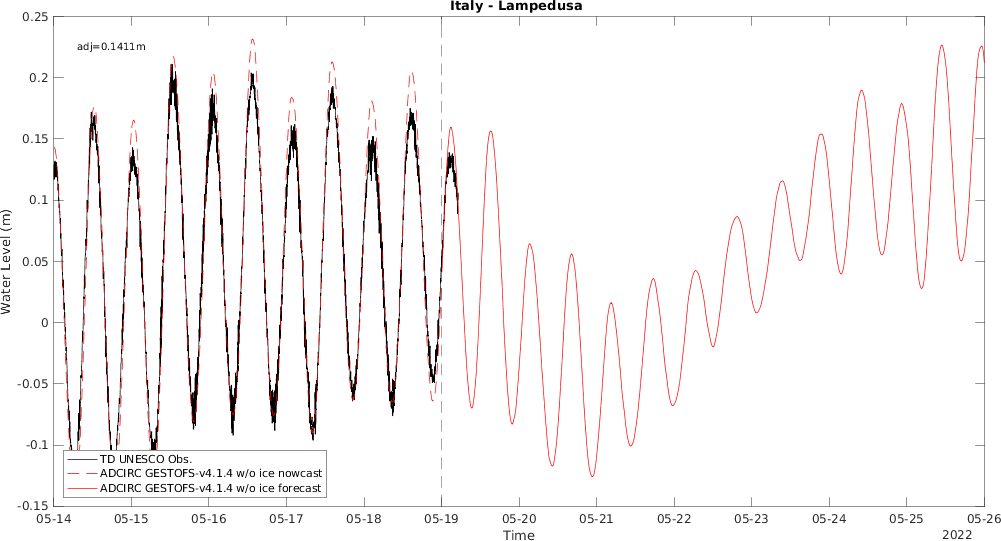 Italy - Lampedusa
adj=0.1411m
0.25
0.2
0.15
0.1
0.05
0
-0.05
-0.1
-0.15
Water Level (m)
TD UNESCO Obs.
ADCIRC GESTOFS-v4.1.4 w/o ice nowcast
ADCIRC GESTOFS-v4.1.4 w/o ice forecast
05-14 05-15 05-16 05-17 05-18 05-19 05-20 05-21 05-22 05-23 05-24 05-25 05-26
Time
2022